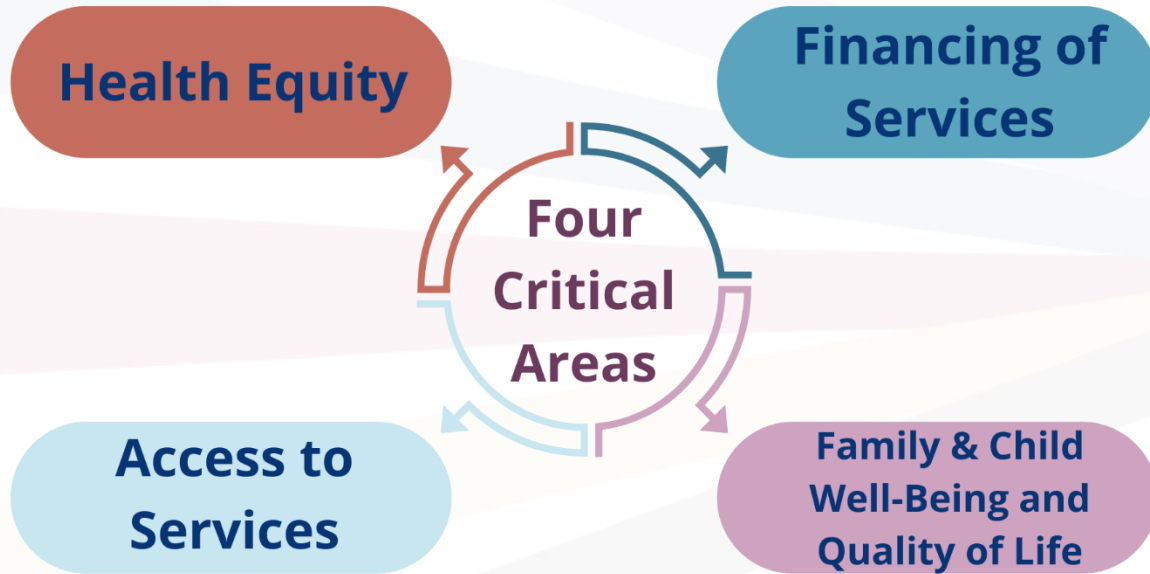 Health Equity
Financing of
Services
Four
Critical
Areas
Access to
Services
Family & Child
Well-Being and
Quality of Life